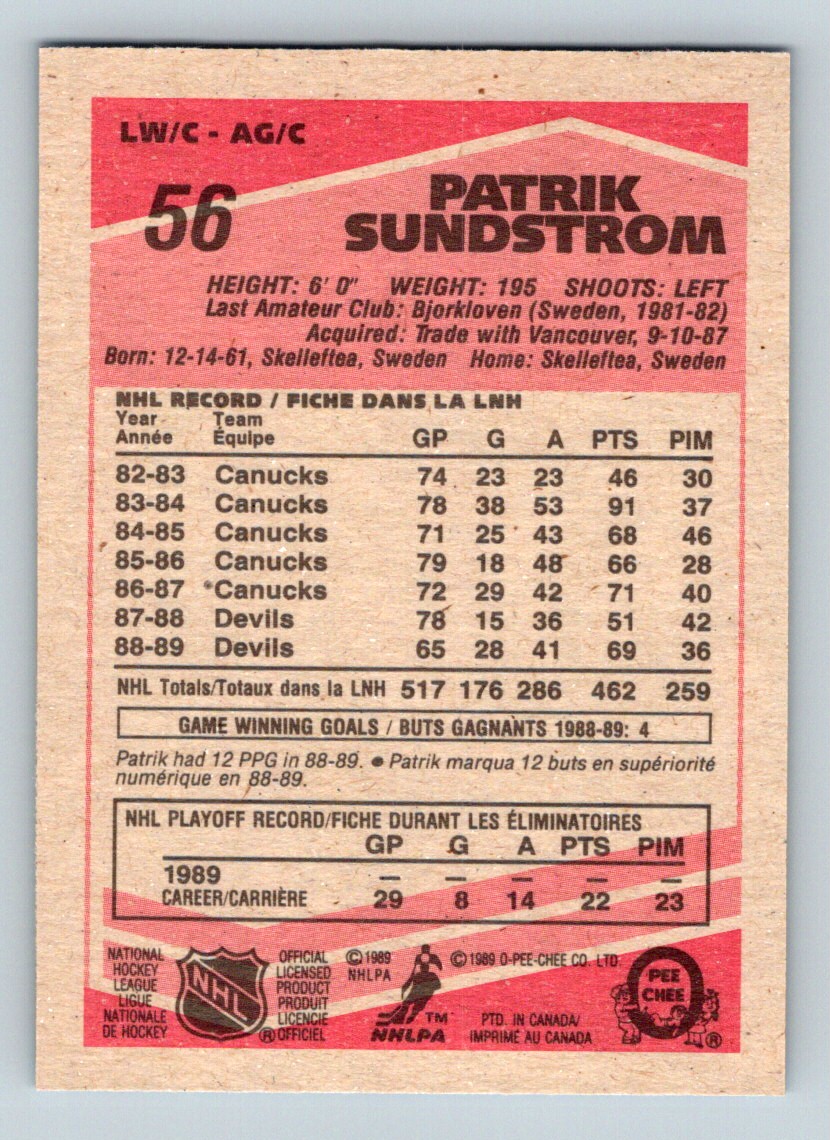 LW/C - AG/C
56
PATRIK
SUNDSTROM
HEIGHT: 6' 0" WEIGHT: 195 SHOOTS: LEFT
Last Amateur Club: Bjorkloven (Sweden, 1981-82)
Acquired: Trade with Vancouver, 9-10-87
Born: 12-14-61, Skelleftea, Sweden Home: Skelleftea, Sweden
NHL RECORD / FICHE DANS LA LNH
Year Team
Année Équipe GP G A PTS PIM
82-83 Canucks 74 23 23 46 30
83-84 Canucks 78 38 53 91 37
84-85 Canucks 71 25 43 68 46
85-86 Canucks 79 18 48 66 28
86-87 Canucks 72 29 42 71 40
87-88 Devils 78 15 36 51 42
88-89 Devils 65 28 41 69 36
NHL Totals/Totaux dans la LNH 517 176 286 462 259
GAME WINNING GOALS / BUTS GAGNANTS 1988-89: 4
Patrik had 12 PPG in 88-89. ● Patrik marqua 12 buts en supériorité
numérique en 88-89.
NHL PLAYOFF RECORD/FICHE DURANT LES ÉLIMINATOIRES
GP G A PTS PIM
1989 — — — — —
CAREER/CARRIÈRE 29 8 14 22 23
NATIONAL
HOCKEY
LEAGUE
LIGUE
NATIONALE
DE HOCKEY
NHL
®
OFFICIAL
LICENSED
PRODUCT
PRODUIT
LICENCIE
OFFICIEL
© 1989
NHLPA
TM
NHLPA
© 1989 O-PEE-CHEE CO. LTD.
PTD. IN CANADA/
IMPRIMÉ AU CANADA
PEE
CHEE
®